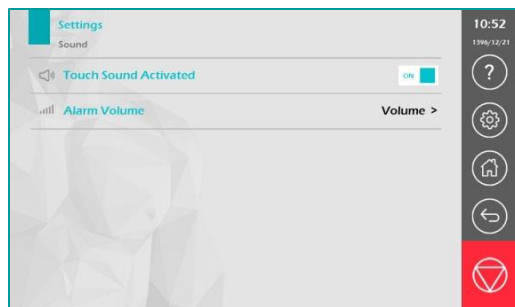 Settings
Sound
Touch Sound Activated
ON
Alarm Volume
Volume >
10:52
1396/12/21
?